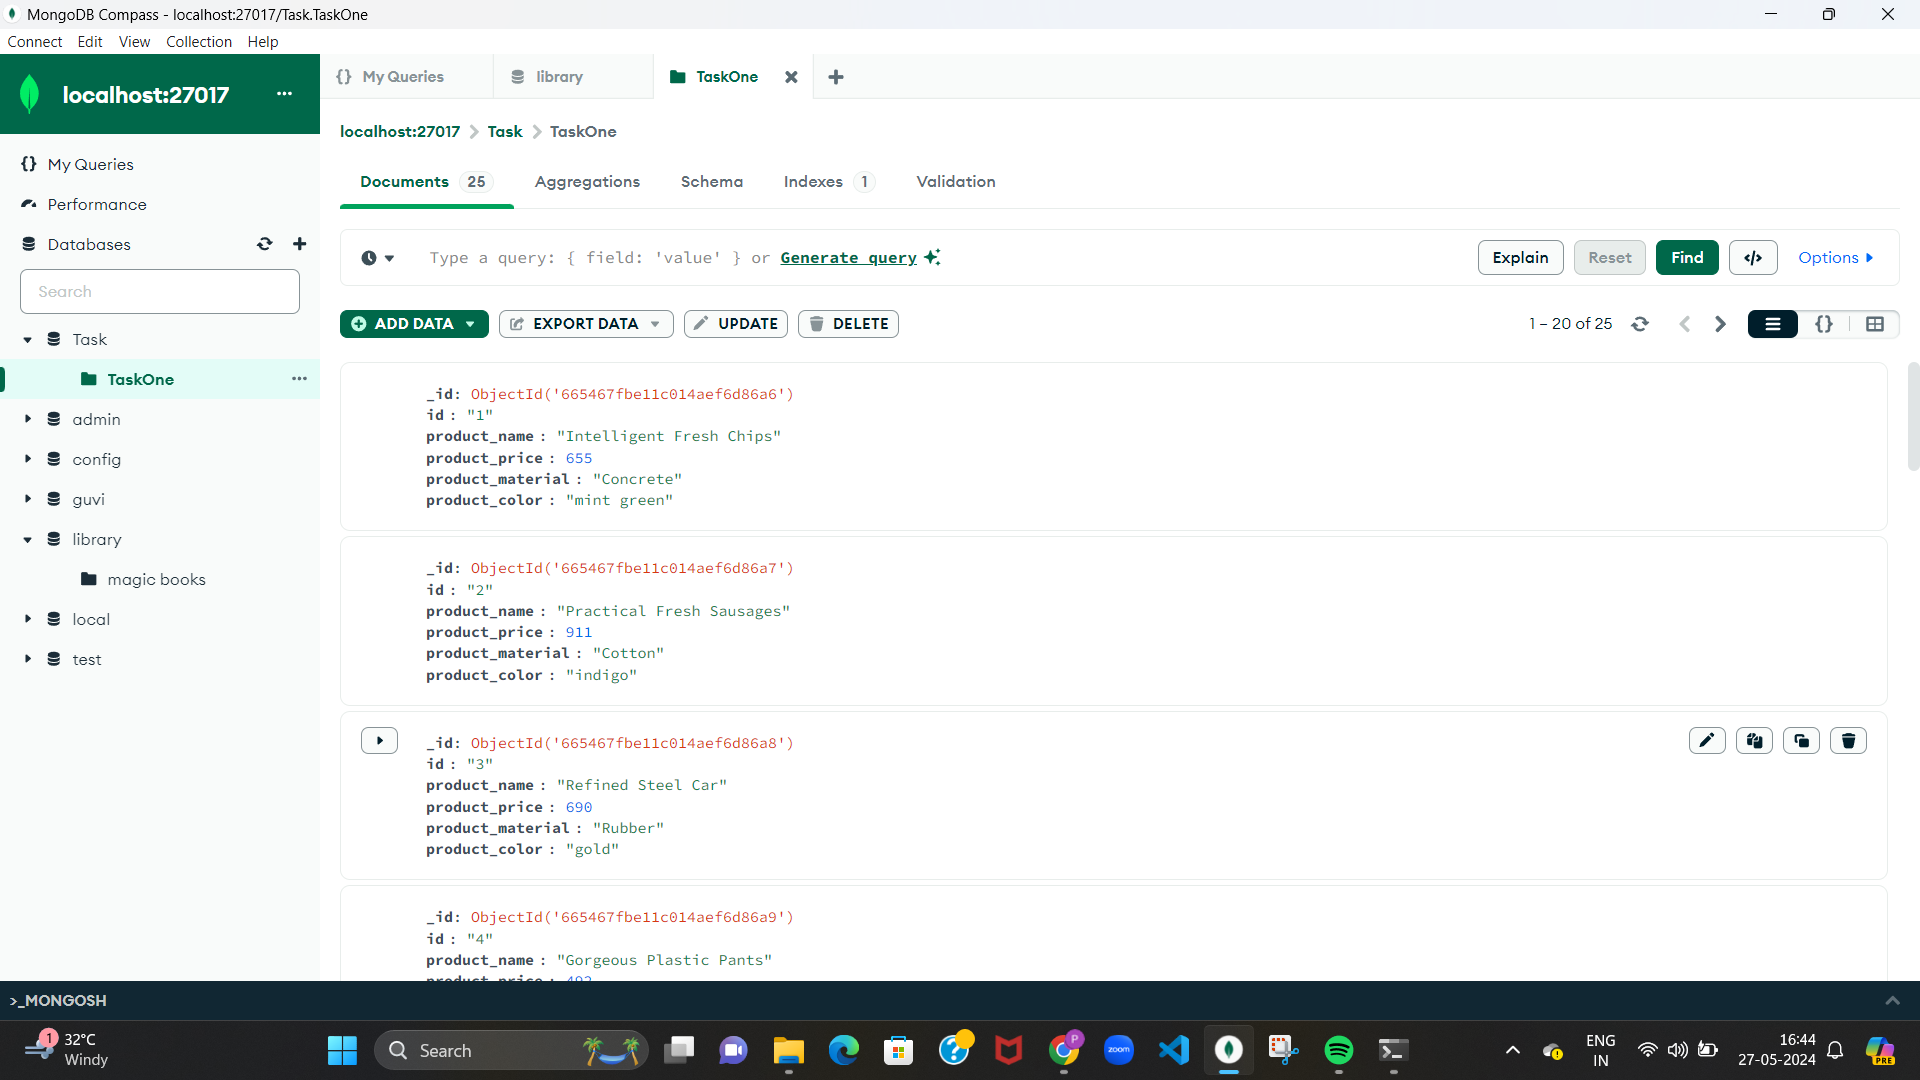 MongoDB Compass - localhost:27017/Task.TaskOne
Connect Edit View Collection Help
localhost:27017 ...
{} My Queries
library
TaskOne
localhost:27017 > Task > TaskOne
My Queries
Performance
Databases
Search
Task
TaskOne ...
admin
config
guvi
library
magic books
local
test
Documents 25 Aggregations Schema Indexes 1 Validation
Type a query: { field: 'value' } or Generate query
Explain Reset Find </> Options
ADD DATA EXPORT DATA UPDATE DELETE
1 – 20 of 25 {}
_id: ObjectId('665467fbe11c014aef6d86a6')
id : "1"
product_name : "Intelligent Fresh Chips"
product_price : 655
product_material : "Concrete"
product_color : "mint green"
_id: ObjectId('665467fbe11c014aef6d86a7')
id : "2"
product_name : "Practical Fresh Sausages"
product_price : 911
product_material : "Cotton"
product_color : "indigo"
_id: ObjectId('665467fbe11c014aef6d86a8')
id : "3"
product_name : "Refined Steel Car"
product_price : 690
product_material : "Rubber"
product_color : "gold"
_id: ObjectId('665467fbe11c014aef6d86a9')
id : "4"
product_name : "Gorgeous Plastic Pants"
product_price :
>_MONGOSH
1
32°C
Windy
Search
zoom
P
ENG
IN
16:44
27-05-2024
PRE